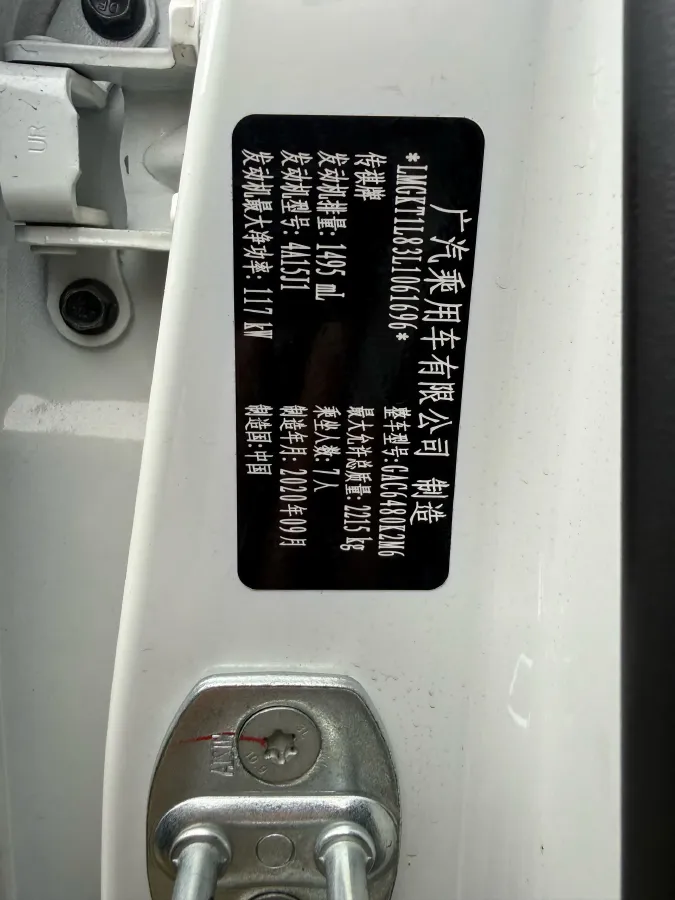 广汽乘用车有限公司 制造
*LMGKT1L83L1061696*
整车型号:GAC6480K2M6
传祺牌
最大允许总质量: 2215 kg
发动机排量: 1495 mL
乘坐人数: 7人
发动机型号: 4A15J1
制造年月: 2020年09月
发动机最大净功率: 117 kW
制造国:中国
UR